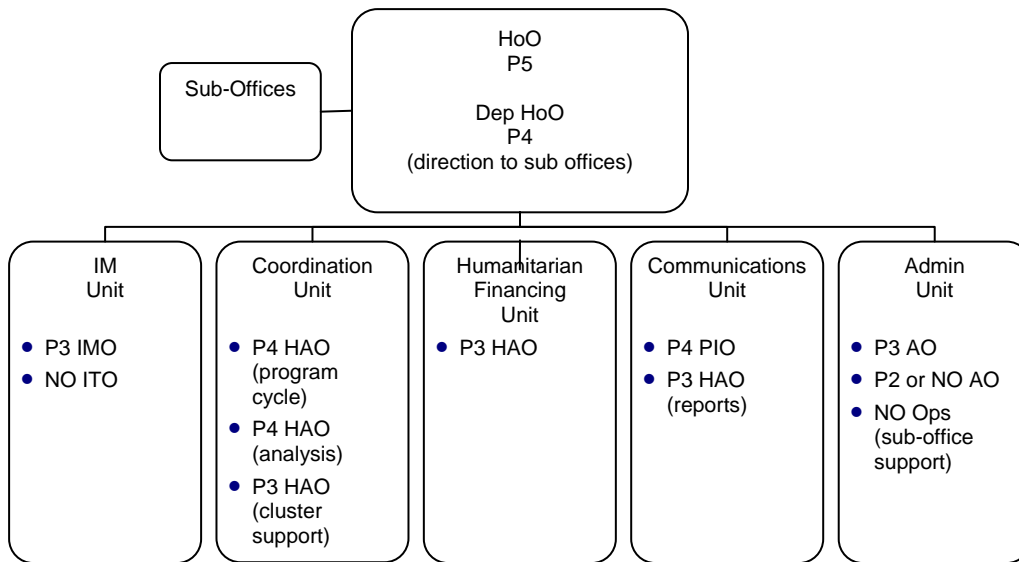 HoO
P5
Dep HoO
P4
(direction to sub offices)
Sub-Offices
IM
Unit
• P3 IMO
• NO ITO
Coordination
Unit
• P4 HAO
(program
cycle)
• P4 HAO
(analysis)
• P3 HAO
(cluster
support)
Humanitarian
Financing
Unit
• P3 HAO
Communications
Unit
• P4 PIO
• P3 HAO
(reports)
Admin
Unit
• P3 AO
• P2 or NO AO
• NO Ops
(sub-office
support)